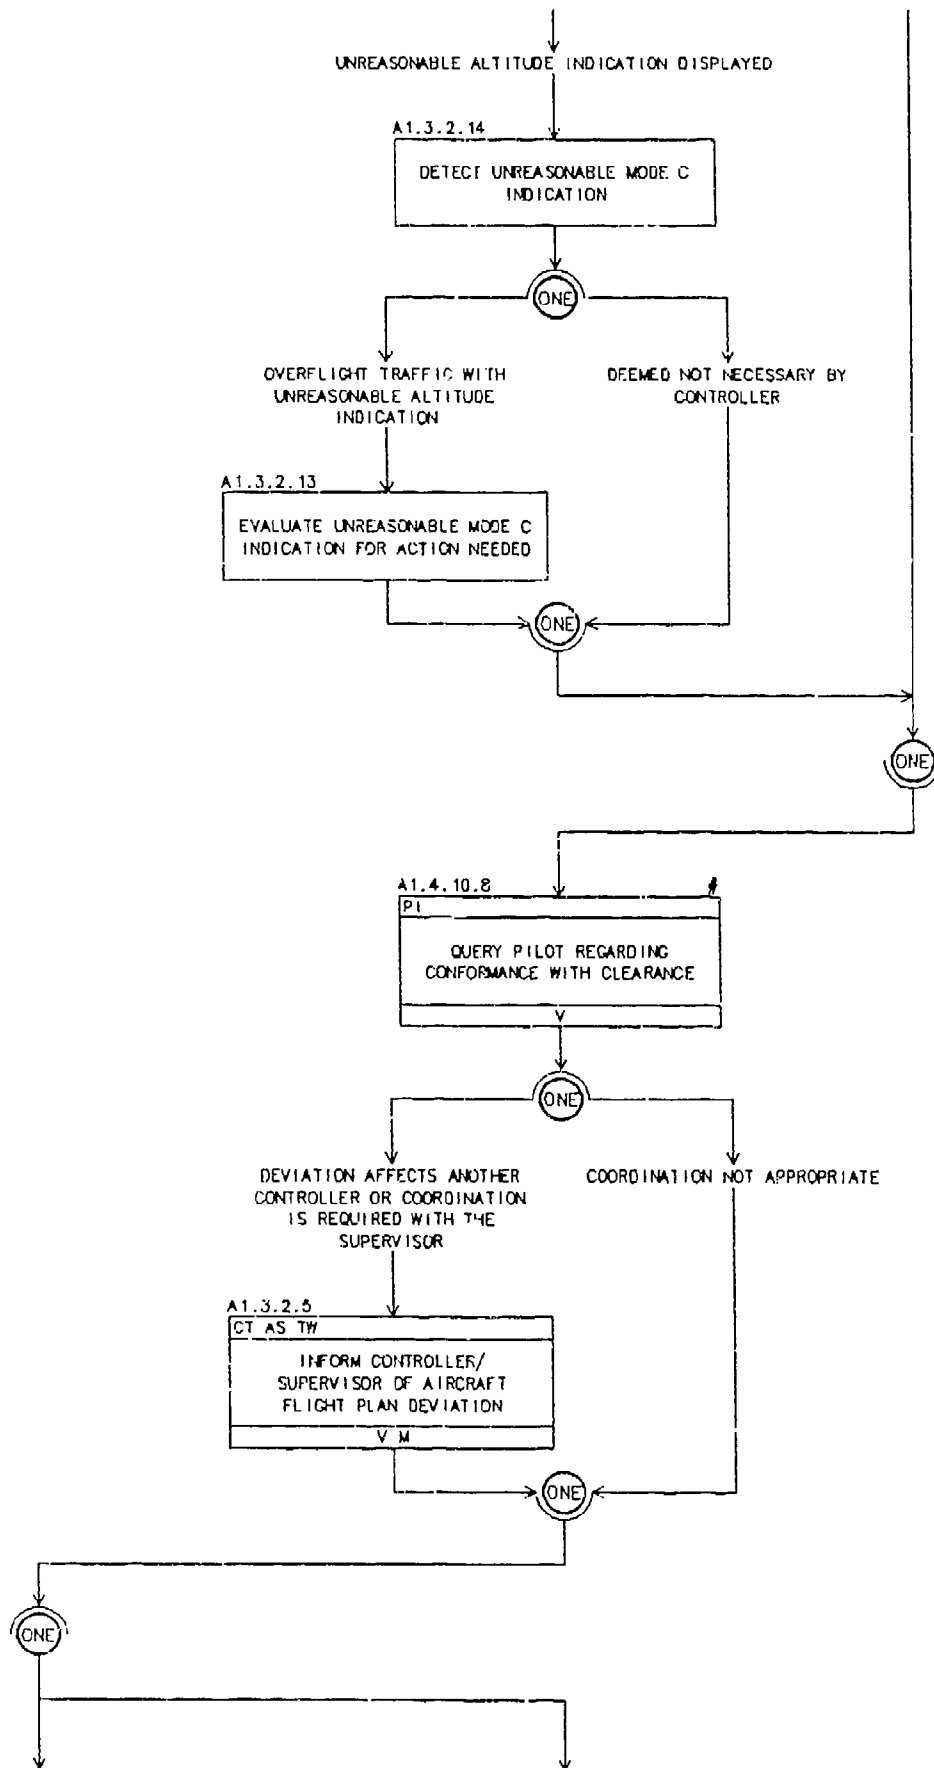 UNREASONABLE ALTITUDE INDICATION DISPLAYED
A1.3.2.14
DETECT UNREASONABLE MODE C
INDICATION
ONE
OVERFLIGHT TRAFFIC WITH
UNREASONABLE ALTITUDE
INDICATION
DEEMED NOT NECESSARY BY
CONTROLLER
A1.3.2.13
EVALUATE UNREASONABLE MODE C
INDICATION FOR ACTION NEEDED
ONE
ONE
A1.4.10.8
PI
QUERY PILOT REGARDING
CONFORMANCE WITH CLEARANCE
V
ONE
DEVIATION AFFECTS ANOTHER
CONTROLLER OR COORDINATION
IS REQUIRED WITH THE
SUPERVISOR
COORDINATION NOT APPROPRIATE
A1.3.2.5
CT AS TW
INFORM CONTROLLER/
SUPERVISOR OF AIRCRAFT
FLIGHT PLAN DEVIATION
V M
ONE
ONE